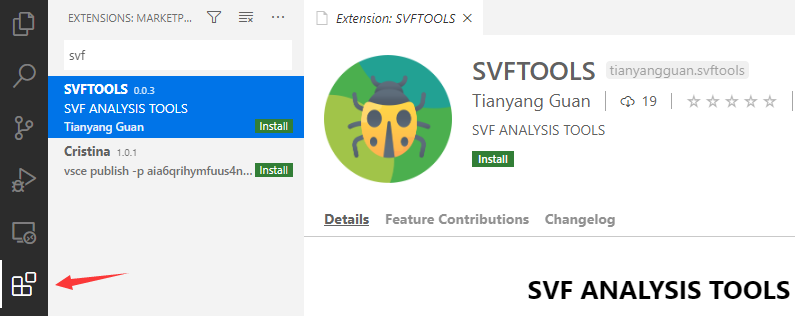 EXTENSIONS: MARKETP...
svf
SVFTOOLS 0.0.3
SVF ANALYSIS TOOLS
Tianyang Guan Install
Cristina 1.0.1
vsce publish -p aia6qrihymfuus4n... Install
Extension: SVFTOOLS
SVFTOOLS tianyangguan.svftools
Tianyang Guan 19
SVF ANALYSIS TOOLS
Install
Details Feature Contributions Changelog
SVF ANALYSIS TOOLS